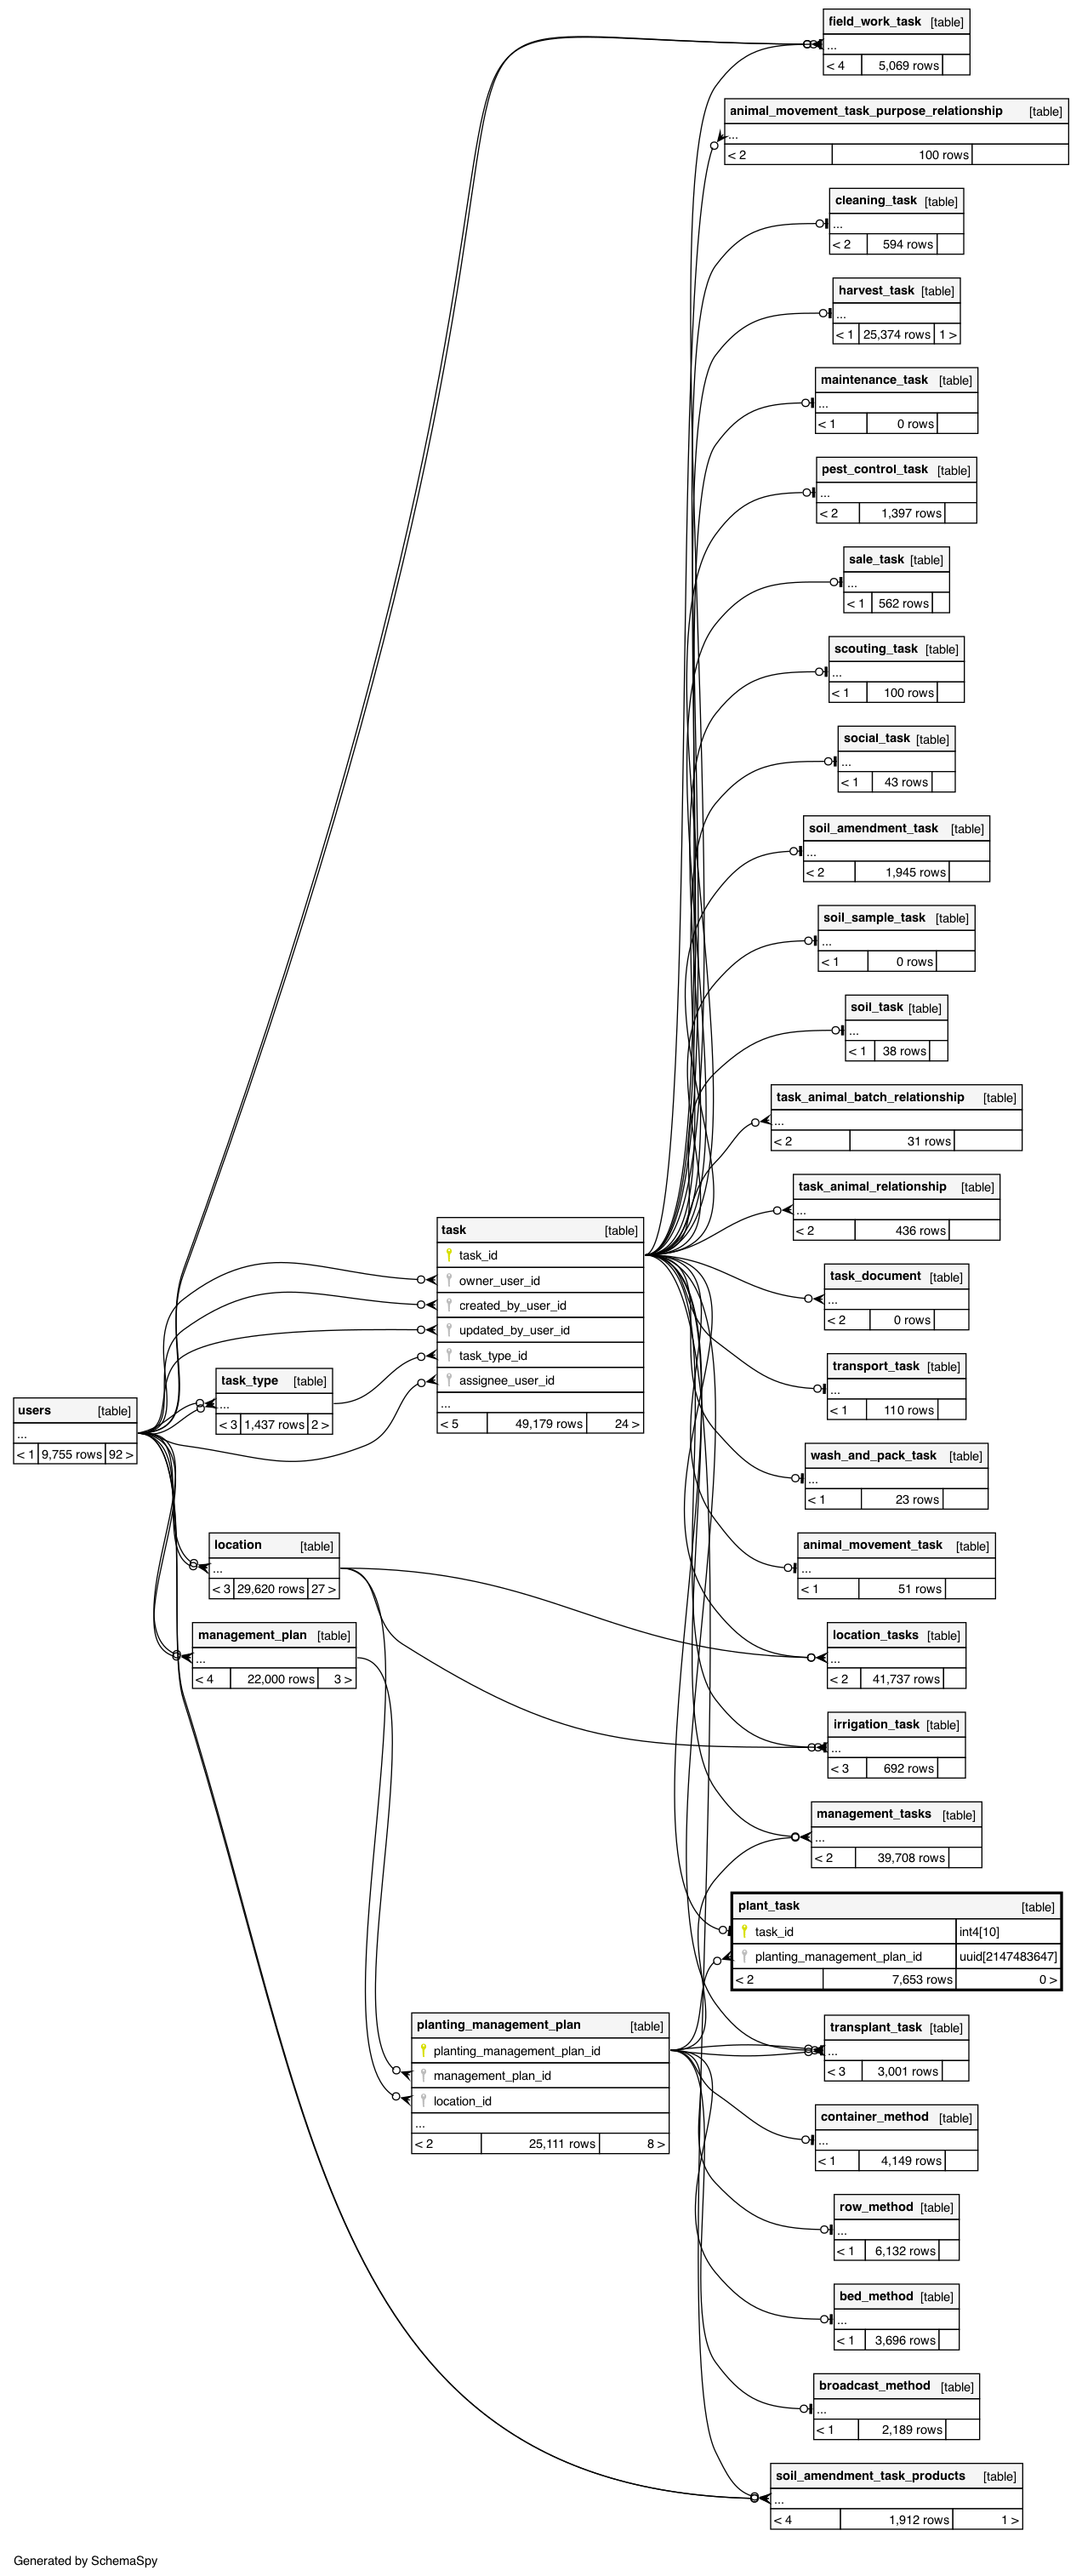 field_work_task [table]
...
< 4 5,069 rows
animal_movement_task_purpose_relationship [table]
...
< 2 100 rows
cleaning_task [table]
...
< 2 594 rows
harvest_task [table]
...
< 1 25,374 rows 1 >
maintenance_task [table]
...
< 1 0 rows
pest_control_task [table]
...
< 2 1,397 rows
sale_task [table]
...
< 1 562 rows
scouting_task [table]
...
< 1 100 rows
social_task [table]
...
< 1 43 rows
soil_amendment_task [table]
...
< 2 1,945 rows
soil_sample_task [table]
...
< 1 0 rows
soil_task [table]
...
< 1 38 rows
task_animal_batch_relationship [table]
...
< 2 31 rows
task_animal_relationship [table]
...
< 2 436 rows
task [table]
task_id
owner_user_id
created_by_user_id
updated_by_user_id
task_type_id
assignee_user_id
...
< 5 49,179 rows 24 >
task_document [table]
...
< 2 0 rows
transport_task [table]
...
< 1 110 rows
task_type [table]
...
< 3 1,437 rows 2 >
users [table]
...
< 1 9,755 rows 92 >
wash_and_pack_task [table]
...
< 1 23 rows
location [table]
...
< 3 29,620 rows 27 >
animal_movement_task [table]
...
< 1 51 rows
management_plan [table]
...
< 4 22,000 rows 3 >
location_tasks [table]
...
< 2 41,737 rows
irrigation_task [table]
...
< 3 692 rows
management_tasks [table]
...
< 2 39,708 rows
plant_task [table]
task_id int4[10]
planting_management_plan_id uuid[2147483647]
< 2 7,653 rows 0 >
planting_management_plan [table]
planting_management_plan_id
management_plan_id
location_id
...
< 2 25,111 rows 8 >
transplant_task [table]
...
< 3 3,001 rows
container_method [table]
...
< 1 4,149 rows
row_method [table]
...
< 1 6,132 rows
bed_method [table]
...
< 1 3,696 rows
broadcast_method [table]
...
< 1 2,189 rows
soil_amendment_task_products [table]
...
< 4 1,912 rows 1 >
Generated by SchemaSpy